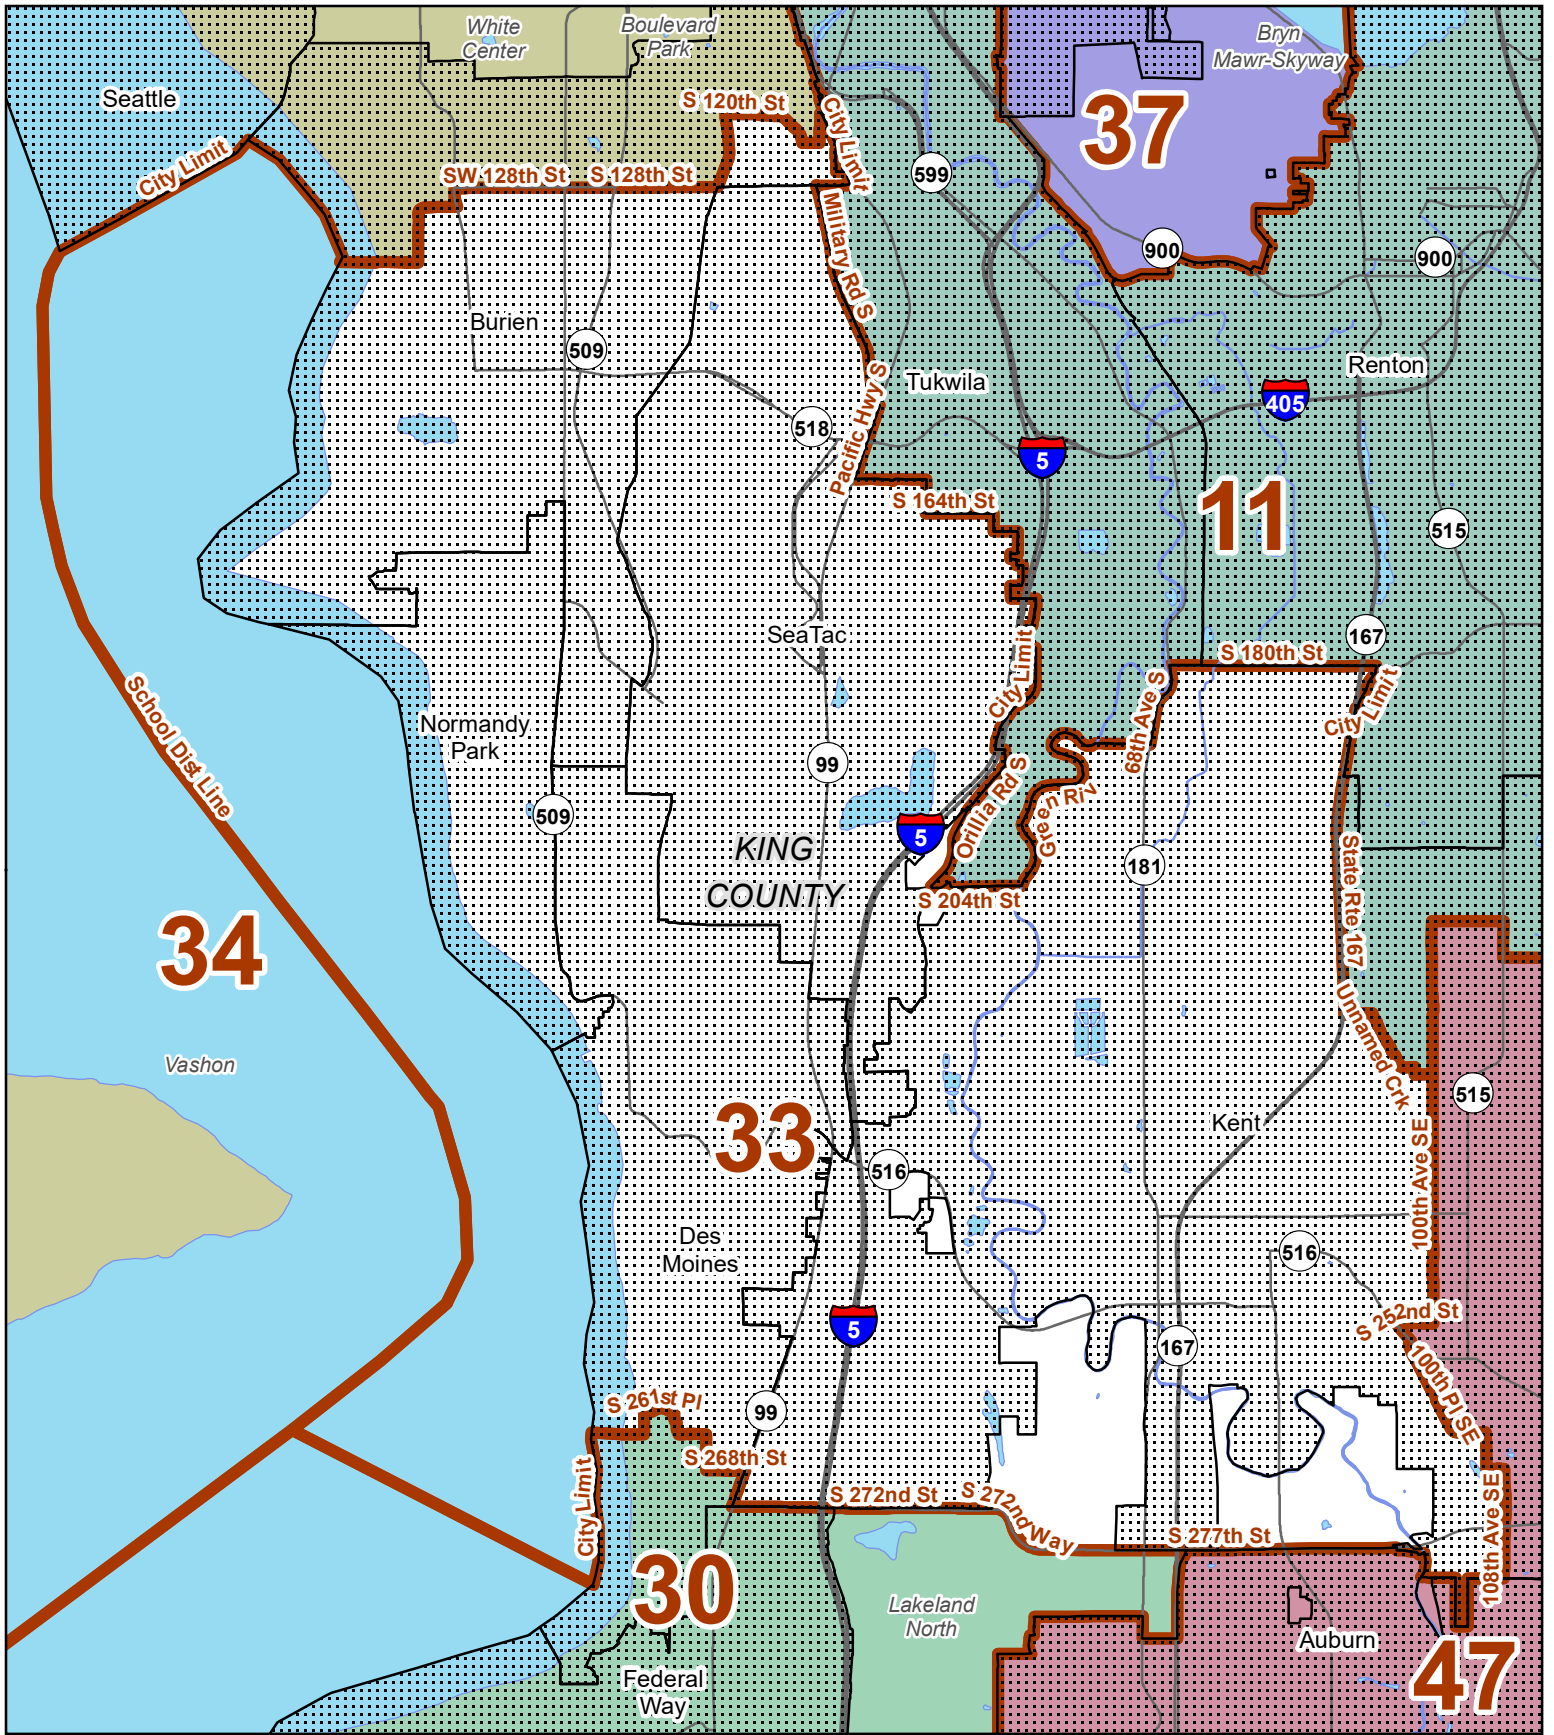 White
Center
Boulevard
Park
Bryn
Mawr-Skyway
Seattle
S 120th St
City Limit
37
City Limit
SW 128th St
S 128th St
599
Military Rd S
900
900
Burien
509
Tukwila
Renton
Pacific Hwy S
405
518
5
S 164th St
11
515
SeaTac
167
City Limit
S 180th St
School Dist Line
68th Ave S
City Limit
Normandy
Park
99
Orillia Rd S
Green Riv
509
5
KING
COUNTY
181
State Rte 167
S 204th St
34
Unnamed Crk
Vashon
515
33
Kent
100th Ave SE
516
Des
Moines
516
5
S 252nd St
167
100th Pl SE
S 261st Pl
99
S 268th St
City Limit
S 272nd St
S 272nd Way
S 277th St
108th Ave SE
30
Lakeland
North
Auburn
47
Federal
Way